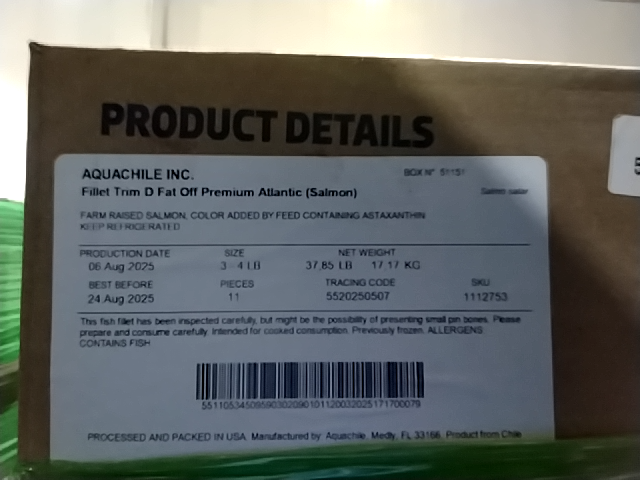 PRODUCT DETAILS
AQUACHILE INC. BOX N° 51151
Fillet Trim D Fat Off Premium Atlantic (Salmon) Salmo salar
FARM RAISED SALMON, COLOR ADDED BY FEED CONTAINING ASTAXANTHIN
KEEP REFRIGERATED
PRODUCTION DATE SIZE NET WEIGHT
06 Aug 2025 3 - 4 LB 37.85 LB 17.17 KG
BEST BEFORE PIECES TRACING CODE SKU
24 Aug 2025 11 5520250507 1112753
This fish fillet has been inspected carefully, but might be the possibility of presenting small pin bones. Please
prepare and consume carefully. Intended for cooked consumption. Previously frozen. ALLERGENS
CONTAINS FISH
PROCESSED AND PACKED IN USA. Manufactured by: Aquachile. Medly, FL 33166. Product from Chile
5